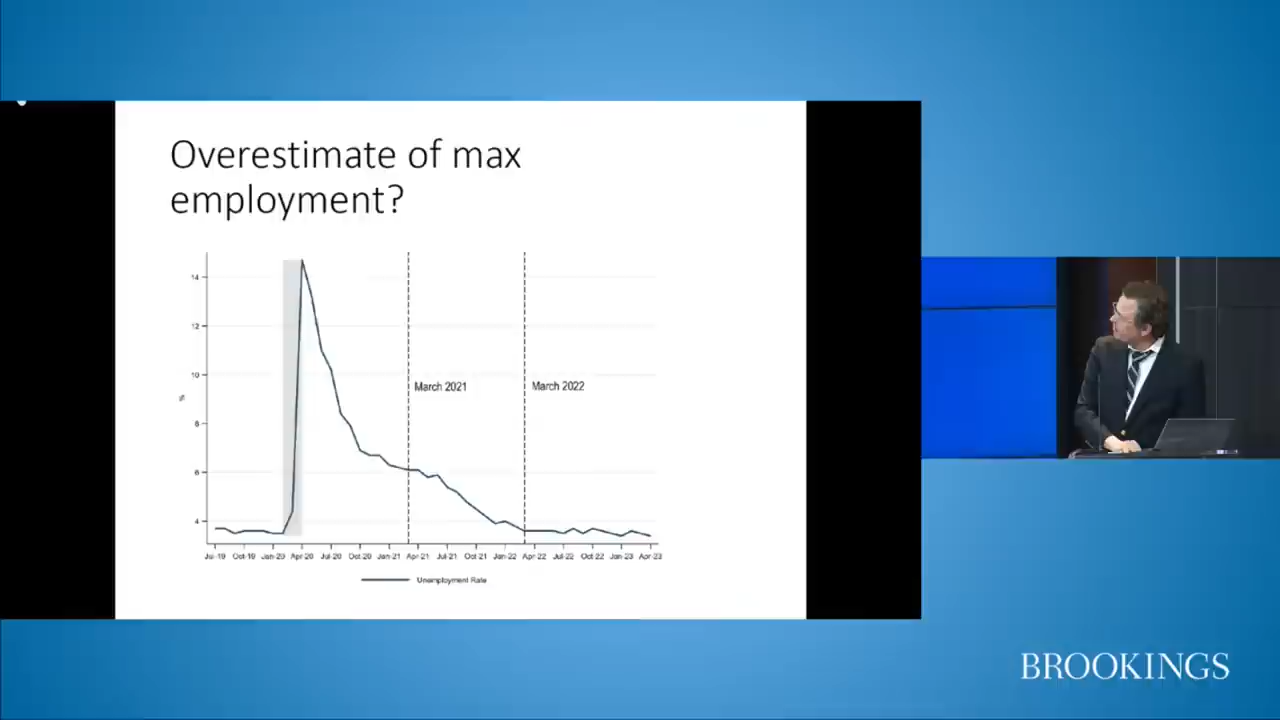 Overestimate of max
employment?
14
12
10
8
6
4
%
March 2021
March 2022
Jul-19 Oct-19 Jan-20 Apr-20 Jul-20 Oct-20 Jan-21 Apr-21 Jul-21 Oct-21 Jan-22 Apr-22 Jul-22 Oct 22 Jan-23 Apr-23
Unemployment Rate
BROOKINGS